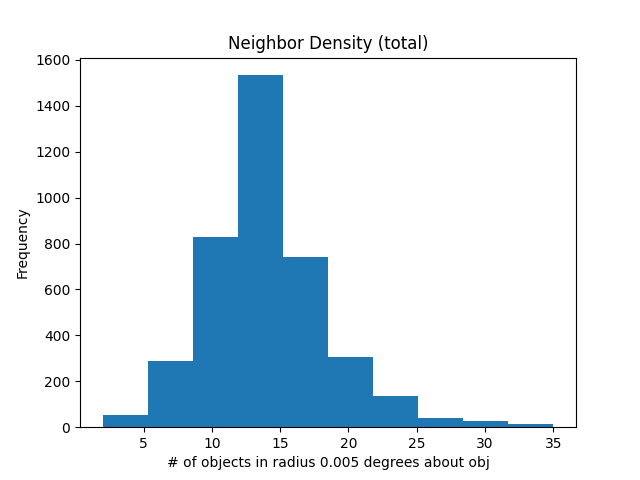 Neighbor Density (total)
1600
1400
1200
1000
800
600
400
200
0
Frequency
5 10 15 20 25 30 35
# of objects in radius 0.005 degrees about obj